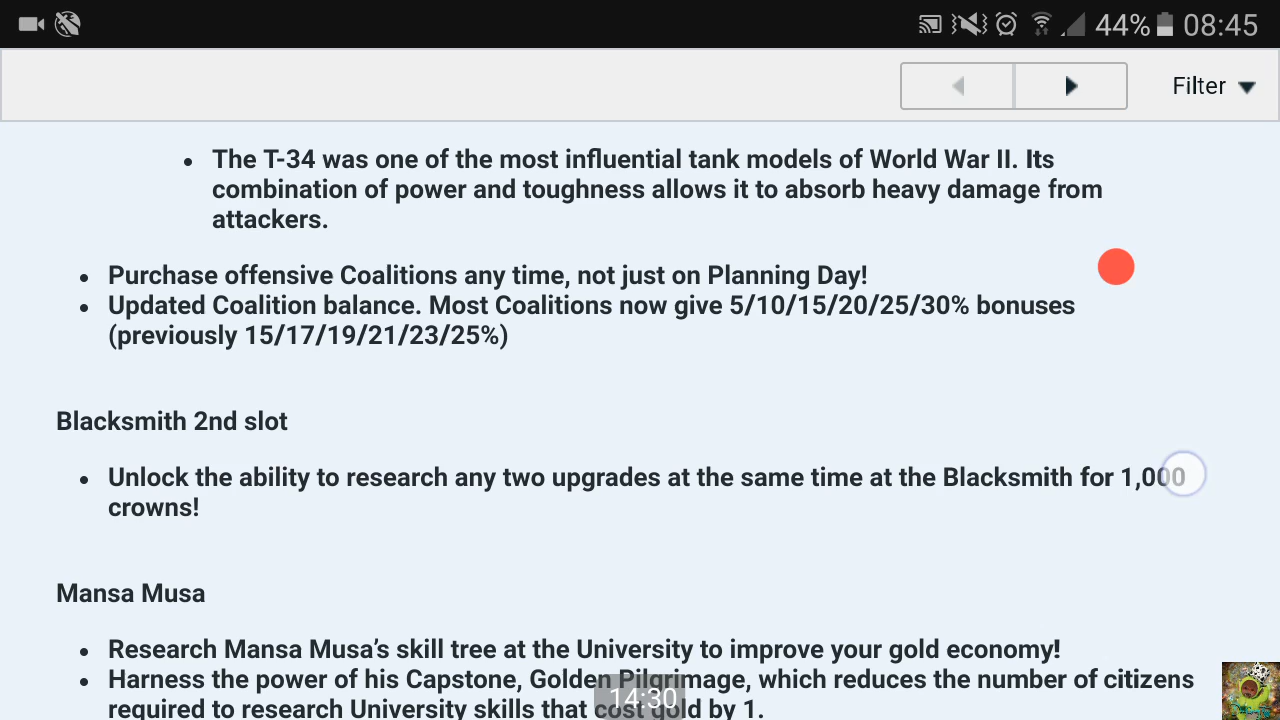 44% 08:45
Filter
The T-34 was one of the most influential tank models of World War II. Its
combination of power and toughness allows it to absorb heavy damage from
attackers.
Purchase offensive Coalitions any time, not just on Planning Day!
Updated Coalition balance. Most Coalitions now give 5/10/15/20/25/30% bonuses
(previously 15/17/19/21/23/25%)
Blacksmith 2nd slot
Unlock the ability to research any two upgrades at the same time at the Blacksmith for 1,000
crowns!
Mansa Musa
Research Mansa Musa’s skill tree at the University to improve your gold economy!
Harness the power of his Capstone, Golden Pilgrimage, which reduces the number of citizens
required to research University skills that cost gold by 1.
14:30